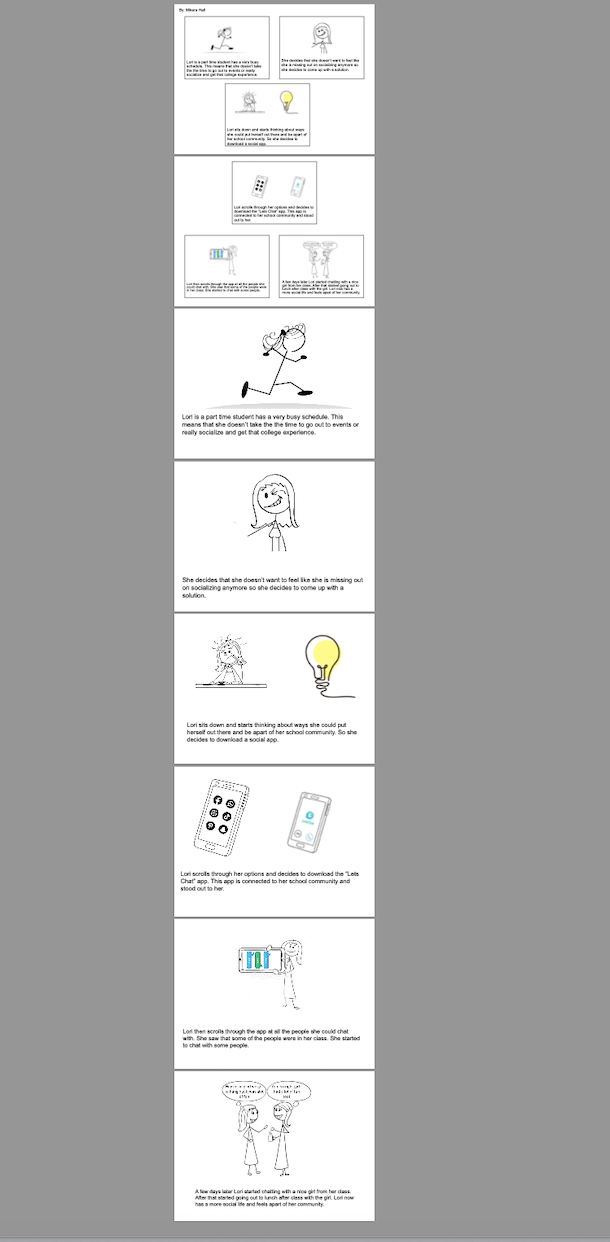 By: Mikera Hall
Lori is a part time student has a very busy
schedule. This means that she doesn't take
the the time to go out to events or really
socialize and get that college experience.
She decides that she doesn't want to feel like
she is missing out on socializing anymore so
she decides to come up with a solution.
Lori sits down and starts thinking about ways
she could put herself out there and be apart of
her school community. So she decides to
download a social app.
Lori scrolls through her options and decides to
download the "Lets Chat" app. This app is
connected to her school community and stood
out to her.
Lori then scrolls through the app at all the people she
could chat with. She saw that some of the people were
in her class. She started to chat with some people.
A few days later Lori started chatting with a nice
girl from her class. After that started going out to
lunch after class with the girl. Lori now has a
more social life and feels apart of her community.
Lori is a part time student has a very busy schedule. This
means that she doesn't take the the time to go out to events or
really socialize and get that college experience.
She decides that she doesn't want to feel like she is missing out
on socializing anymore so she decides to come up with a
solution.
Lori sits down and starts thinking about ways she could put
herself out there and be apart of her school community. So she
decides to download a social app.
Lori scrolls through her options and decides to download the "Lets
Chat" app. This app is connected to her school community and
stood out to her.
Lori then scrolls through the app at all the people she could chat
with. She saw that some of the people were in her class. She started
to chat with some people.
A few days later Lori started chatting with a nice girl from her class.
After that started going out to lunch after class with the girl. Lori now
has a more social life and feels apart of her community.